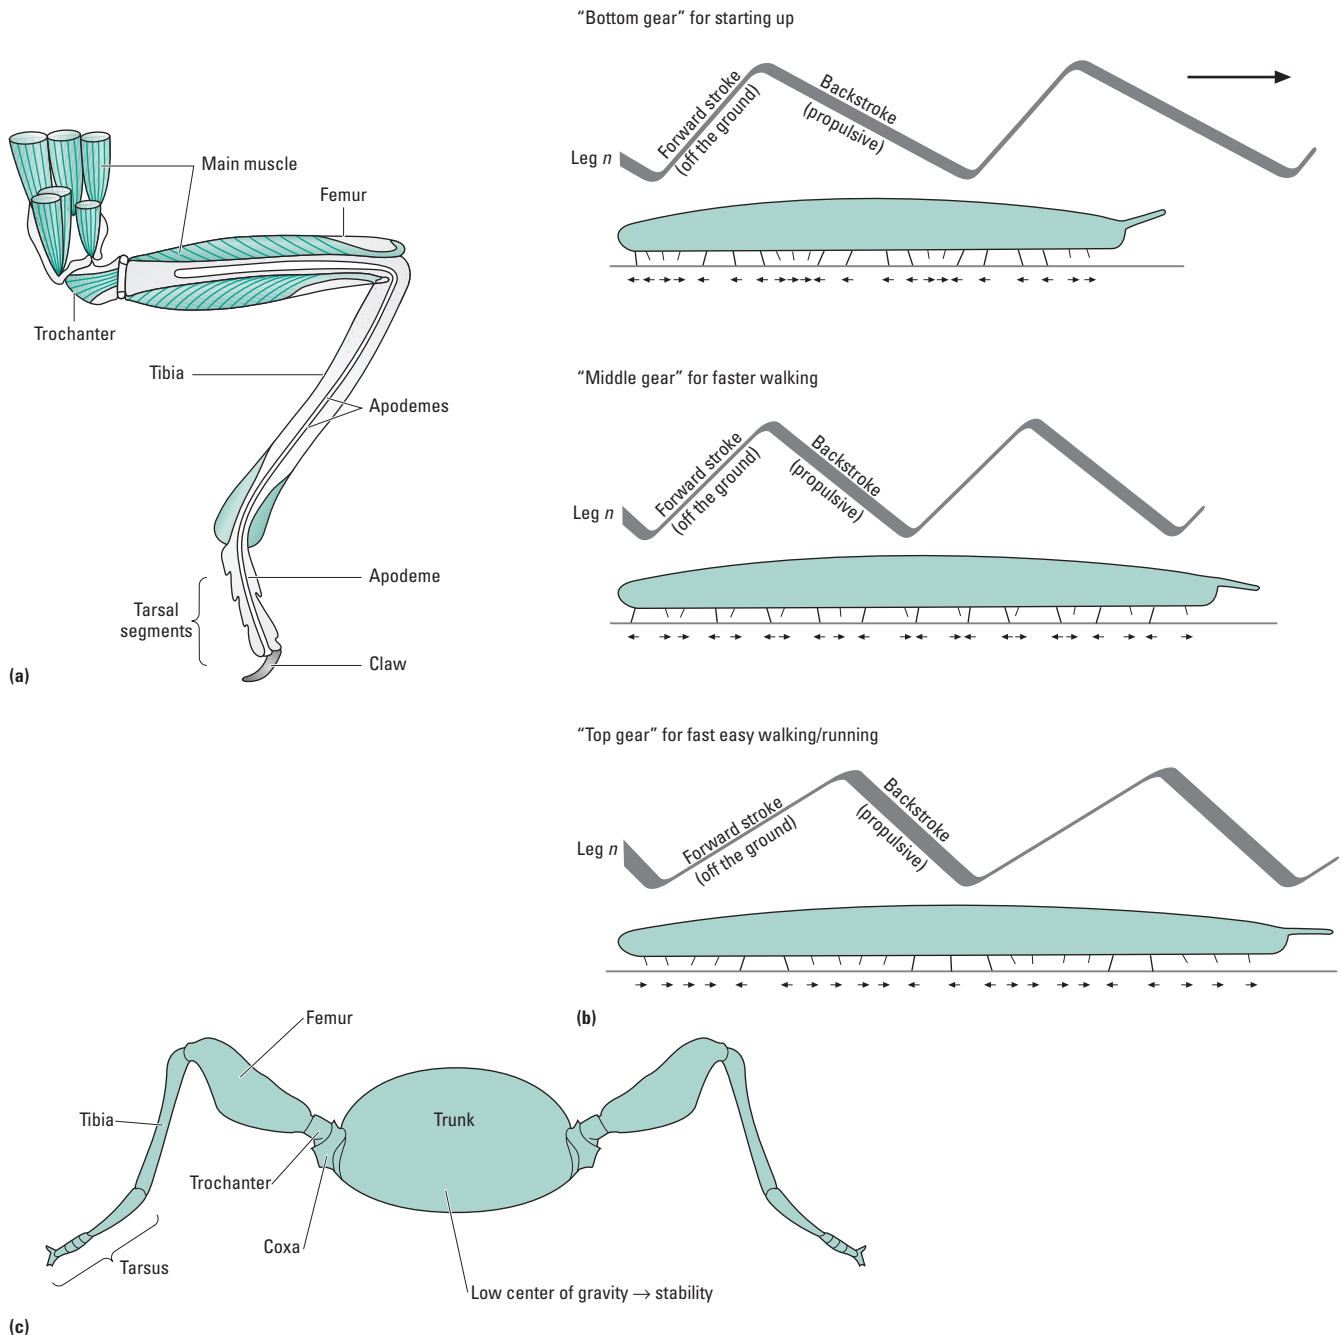 Main muscle
Femur
Trochanter
Tibia
Apodemes
Apodeme
Tarsal
segments
Claw
(a)
“Bottom gear” for starting up
Leg n
Forward stroke
(off the ground)
Backstroke
(propulsive)
“Middle gear” for faster walking
Leg n
Forward stroke
(off the ground)
Backstroke
(propulsive)
“Top gear” for fast easy walking/running
Leg n
Forward stroke
(off the ground)
Backstroke
(propulsive)
(b)
Femur
Tibia
Trunk
Trochanter
Coxa
Tarsus
Low center of gravity → stability
(c)